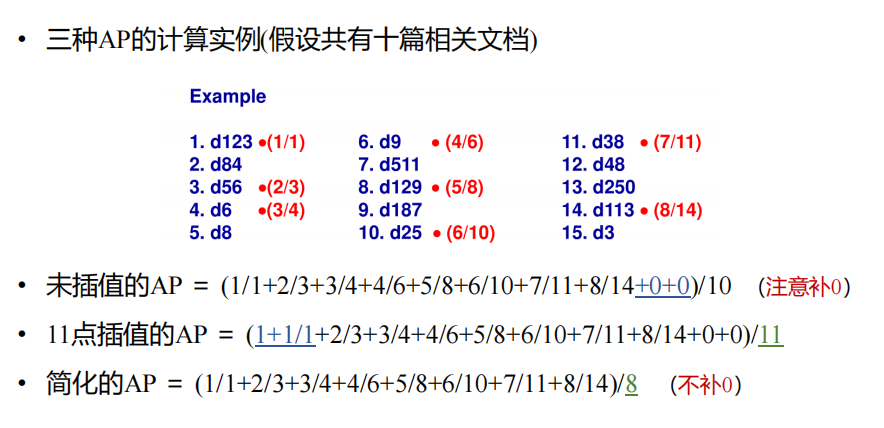 • 三种AP的计算实例(假设共有十篇相关文档)
Example
1. d123 •(1/1) 6. d9 • (4/6) 11. d38 • (7/11)
2. d84 7. d511 12. d48
3. d56 •(2/3) 8. d129 • (5/8) 13. d250
4. d6 •(3/4) 9. d187 14. d113 • (8/14)
5. d8 10. d25 • (6/10) 15. d3
• 未插值的AP = (1/1+2/3+3/4+4/6+5/8+6/10+7/11+8/14+0+0)/10 (注意补0)
• 11点插值的AP = (1+1/1+2/3+3/4+4/6+5/8+6/10+7/11+8/14+0+0)/11
• 简化的AP = (1/1+2/3+3/4+4/6+5/8+6/10+7/11+8/14)/8 (不补0)